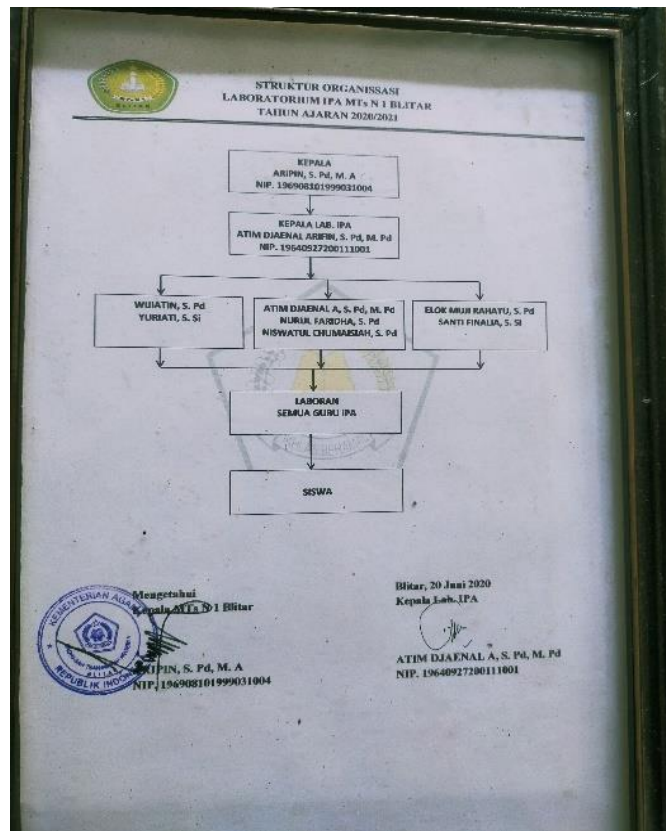 STRUKTUR ORGANISSASI
LABORATORIUM IPA MTs N 1 BLITAR
TAHUN AJARAN 2020/2021
KEPALA
ARIPIN, S. Pd, M. A
NIP. 196908101999031004
KEPALA LAB. IPA
ATIM DJAENAL ARIFIN, S. Pd, M. Pd
NIP. 19640927200111001
WUJATIN, S. Pd
YURIATI, S. Si
ATIM DJAENAL A, S. Pd, M. Pd
NURUL FARIDHA, S. Pd
NISWATUL CHUMAISIAH, S. Pd
ELOK MUJI RAHATU, S. Pd
SANTI FINALIA, S. Si
LABORAN
SEMUA GURU IPA
SISWA
Mengetahui
Kepala MTs N 1 Blitar
ARIPIN, S. Pd, M. A
NIP. 196908101999031004
Blitar, 20 Juni 2020
Kepala Lab. IPA
ATIM DJAENAL A, S. Pd, M. Pd
NIP. 19640927200111001
KEMENTERIAN AGAMA
BLITAR
REPUBLIK INDONESIA